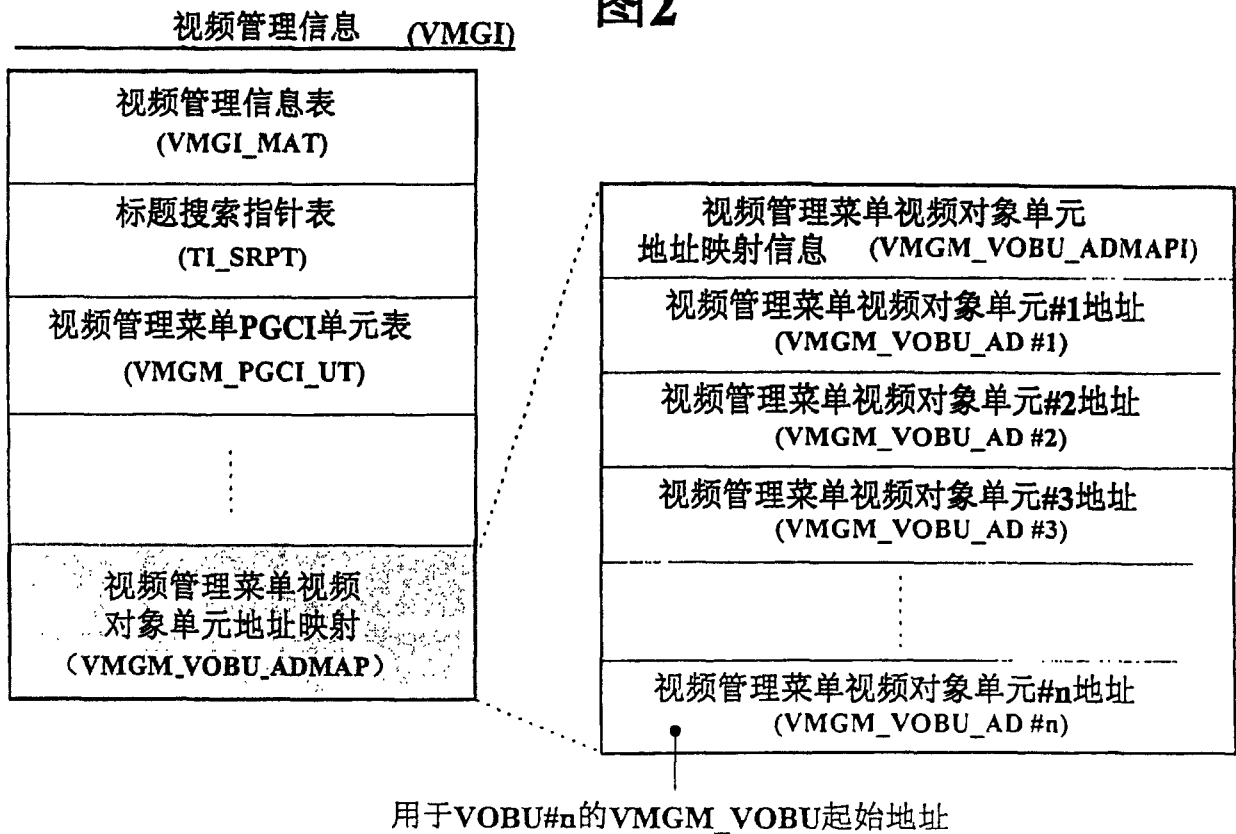 图2
视频管理信息 (VMGI)
视频管理信息表
(VMGI_MAT)
标题搜索指针表
(TI_SRPT)
视频管理菜单PGCI单元表
(VMGM_PGCI_UT)
视频管理菜单视频
对象单元地址映射
（VMGM_VOBU_ADMAP）
视频管理菜单视频对象单元
地址映射信息 (VMGM_VOBU_ADMAPI)
视频管理菜单视频对象单元#1地址
(VMGM_VOBU_AD #1)
视频管理菜单视频对象单元#2地址
(VMGM_VOBU_AD #2)
视频管理菜单视频对象单元#3地址
(VMGM_VOBU_AD #3)
视频管理菜单视频对象单元#n地址
(VMGM_VOBU_AD #n)
用于VOBU#n的VMGM_VOBU起始地址